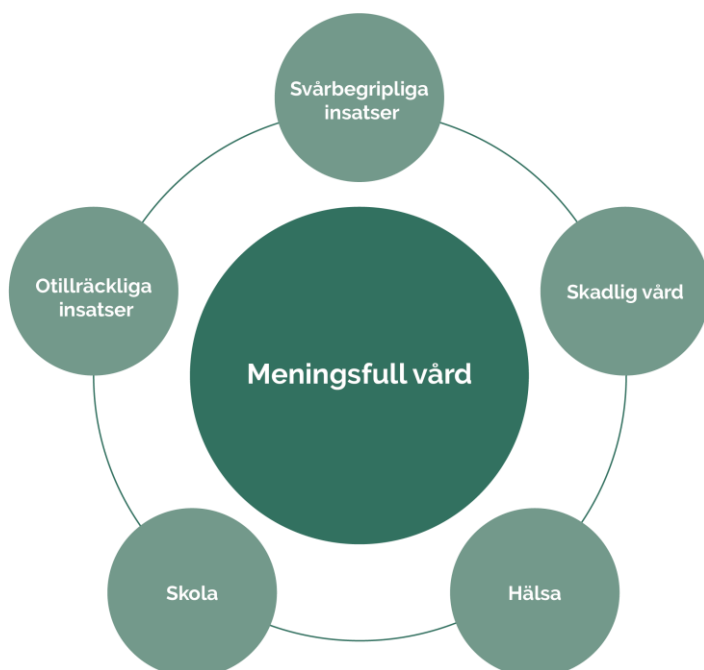 Svårbegripliga
insatser
Otillräckliga
insatser
Skadlig vård
Meningsfull vård
Skola
Hälsa